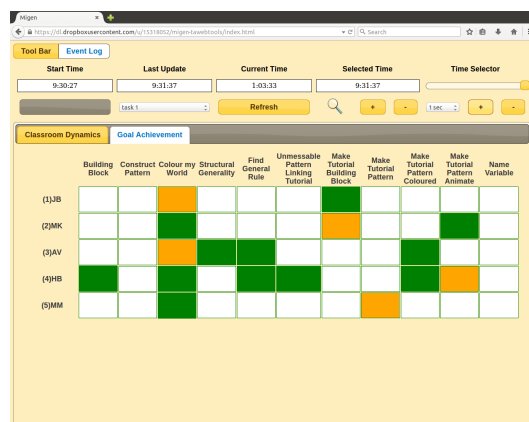 Migen
https://dl.dropboxusercontent.com/u/15318052/migen-tawebtools/index.html
Search
Tool Bar Event Log
Start Time Last Update Current Time Selected Time Time Selector
9:30:27 9:31:37 1:03:33 9:31:37
task 1 Refresh + - 1 sec + -
Classroom Dynamics Goal Achievement
Building Block Construct Pattern Colour my World Structural Generality Find General Rule Unmessable Pattern Linking Tutorial Make Tutorial Building Block Make Tutorial Pattern Make Tutorial Pattern Coloured Make Tutorial Pattern Animate Name Variable
(1)JB
(2)MK
(3)AV
(4)HB
(5)MM